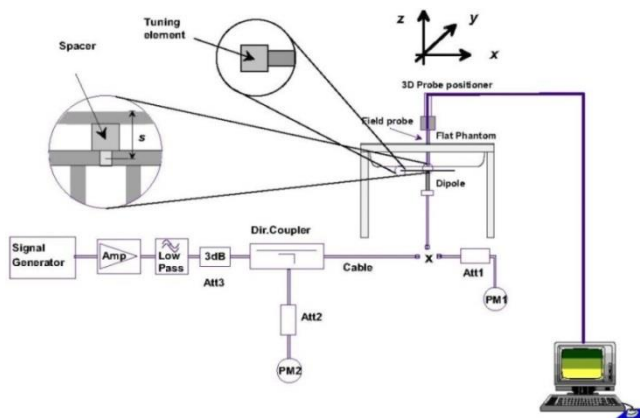 Tuning
element
Spacer
s
z
y
x
3D Probe positioner
Field probe
Flat Phantom
Dipole
Signal
Generator
Amp
Low
Pass
3dB
Att3
Dir.Coupler
Cable
x
Att1
PM1
Att2
PM2